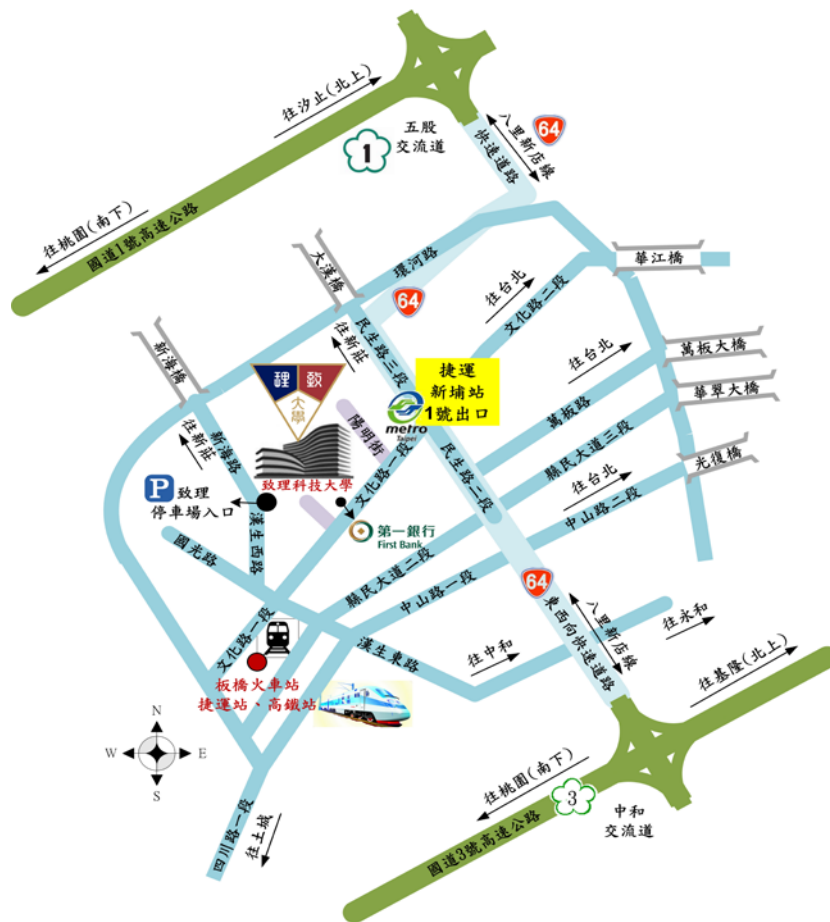 往汐止(北上)
五股
交流道
1
64
八里新店線
快速道路
往桃園(南下)
國道1號高速公路
大漢橋
環河路
華江橋
64
往台北
文化路二段
新海橋
往新莊
民生路三段
捷運
新埔站
1號出口
往台北
萬板大橋
理 致
大學
metro
Taipei
萬板路
華翠大橋
往新莊
新海路
陽明街
縣民大道三段
光復橋
致理科技大學
文化路一段
民生路二段
往台北
P 致理
停車場入口
漢生西路
第一銀行
First Bank
中山路二段
國光路
縣民大道二段
中山路一段
64
文化路一段
漢生東路
東西向快速道路
八里新店線
往中和
往永和
板橋火車站
捷運站、高鐵站
往基隆(北上)
N
W E
S
往桃園(南下)
3
中和
交流道
四川路一段
往土城
國道3號高速公路